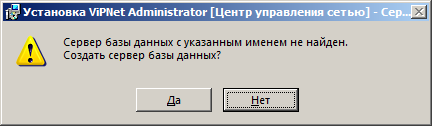 Установка ViPNet Administrator [Центр управления сетью] - Сер...
Сервер базы данных с указанным именем не найден.
Создать сервер базы данных?
Да
Нет